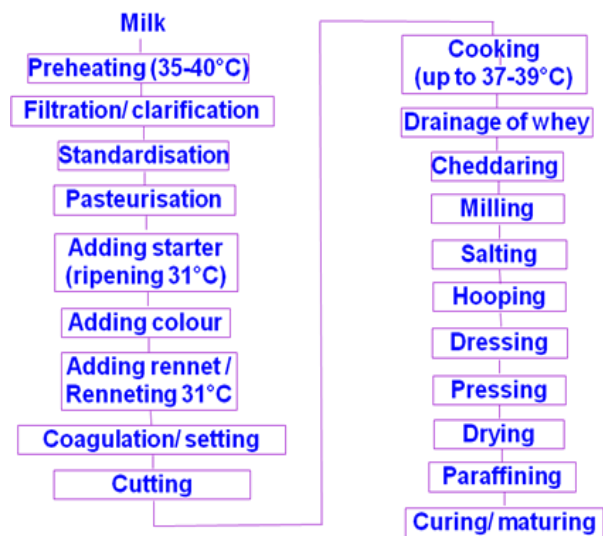 Milk
Preheating (35-40°C)
Filtration/ clarification
Standardisation
Pasteurisation
Adding starter
(ripening 31°C)
Adding colour
Adding rennet /
Renneting 31°C
Coagulation/ setting
Cutting
Cooking
(up to 37-39°C)
Drainage of whey
Cheddaring
Milling
Salting
Hooping
Dressing
Pressing
Drying
Paraffining
Curing/ maturing